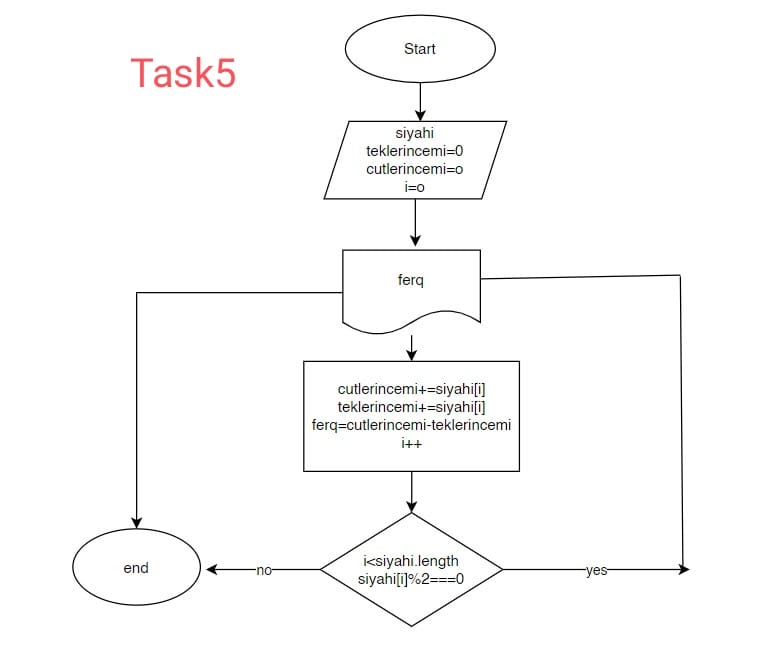 Task5
Start
siyahi
teklerincemi=0
cutlerincemi=o
i=o
ferq
cutlerincemi+=siyahi[i]
teklerincemi+=siyahi[i]
ferq=cutlerincemi-teklerincemi
i++
i<siyahi.length
siyahi[i]%2===0
end
no
yes